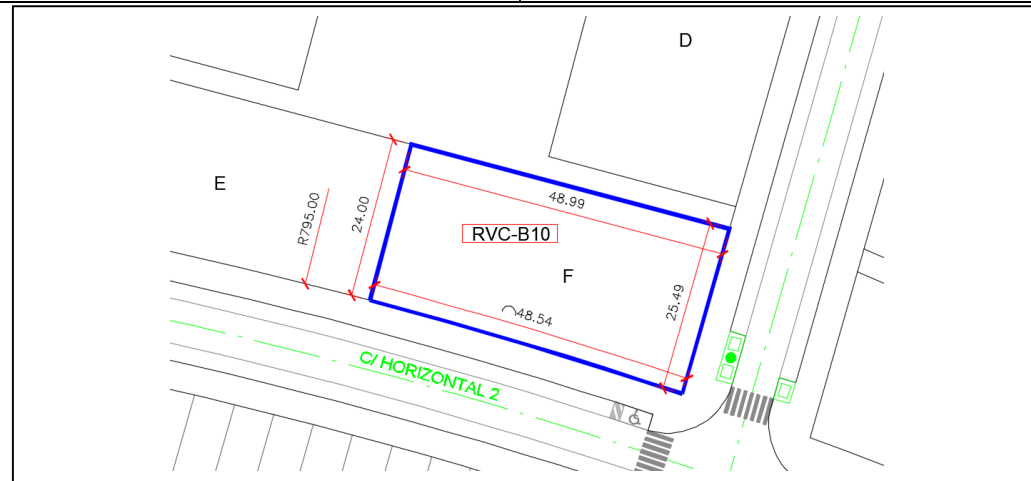 D
E
R795.00
24.00
48.99
RVC-B10
F
25.49
48.54
C/ HORIZONTAL 2